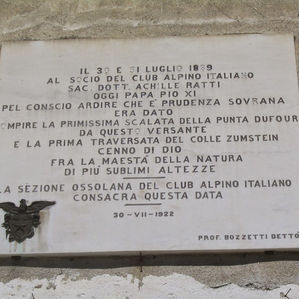 IL 30 E 31 LUGLIO 1889
AL SOCIO DEL CLUB ALPINO ITALIANO
SAC. DOTT. ACHILLE RATTI
OGGI PAPA PIO XI
PEL CONSCIO ARDIRE CHE È PRUDENZA SOVRANA
ERA DATO
OMPIRE LA PRIMISSIMA SCALATA DELLA PUNTA DUFOUR
DA QUESTO VERSANTE
E LA PRIMA TRAVERSATA DEL COLLE ZUMSTEIN
CENNO DI DIO
FRA LA MAESTÀ DELLA NATURA
DI PIÙ SUBLIMI ALTEZZE
LA SEZIONE OSSOLANA DEL CLUB ALPINO ITALIANO
CONSACRA QUESTA DATA
30-VII-1922
PROF. BOZZETTI DETTÒ